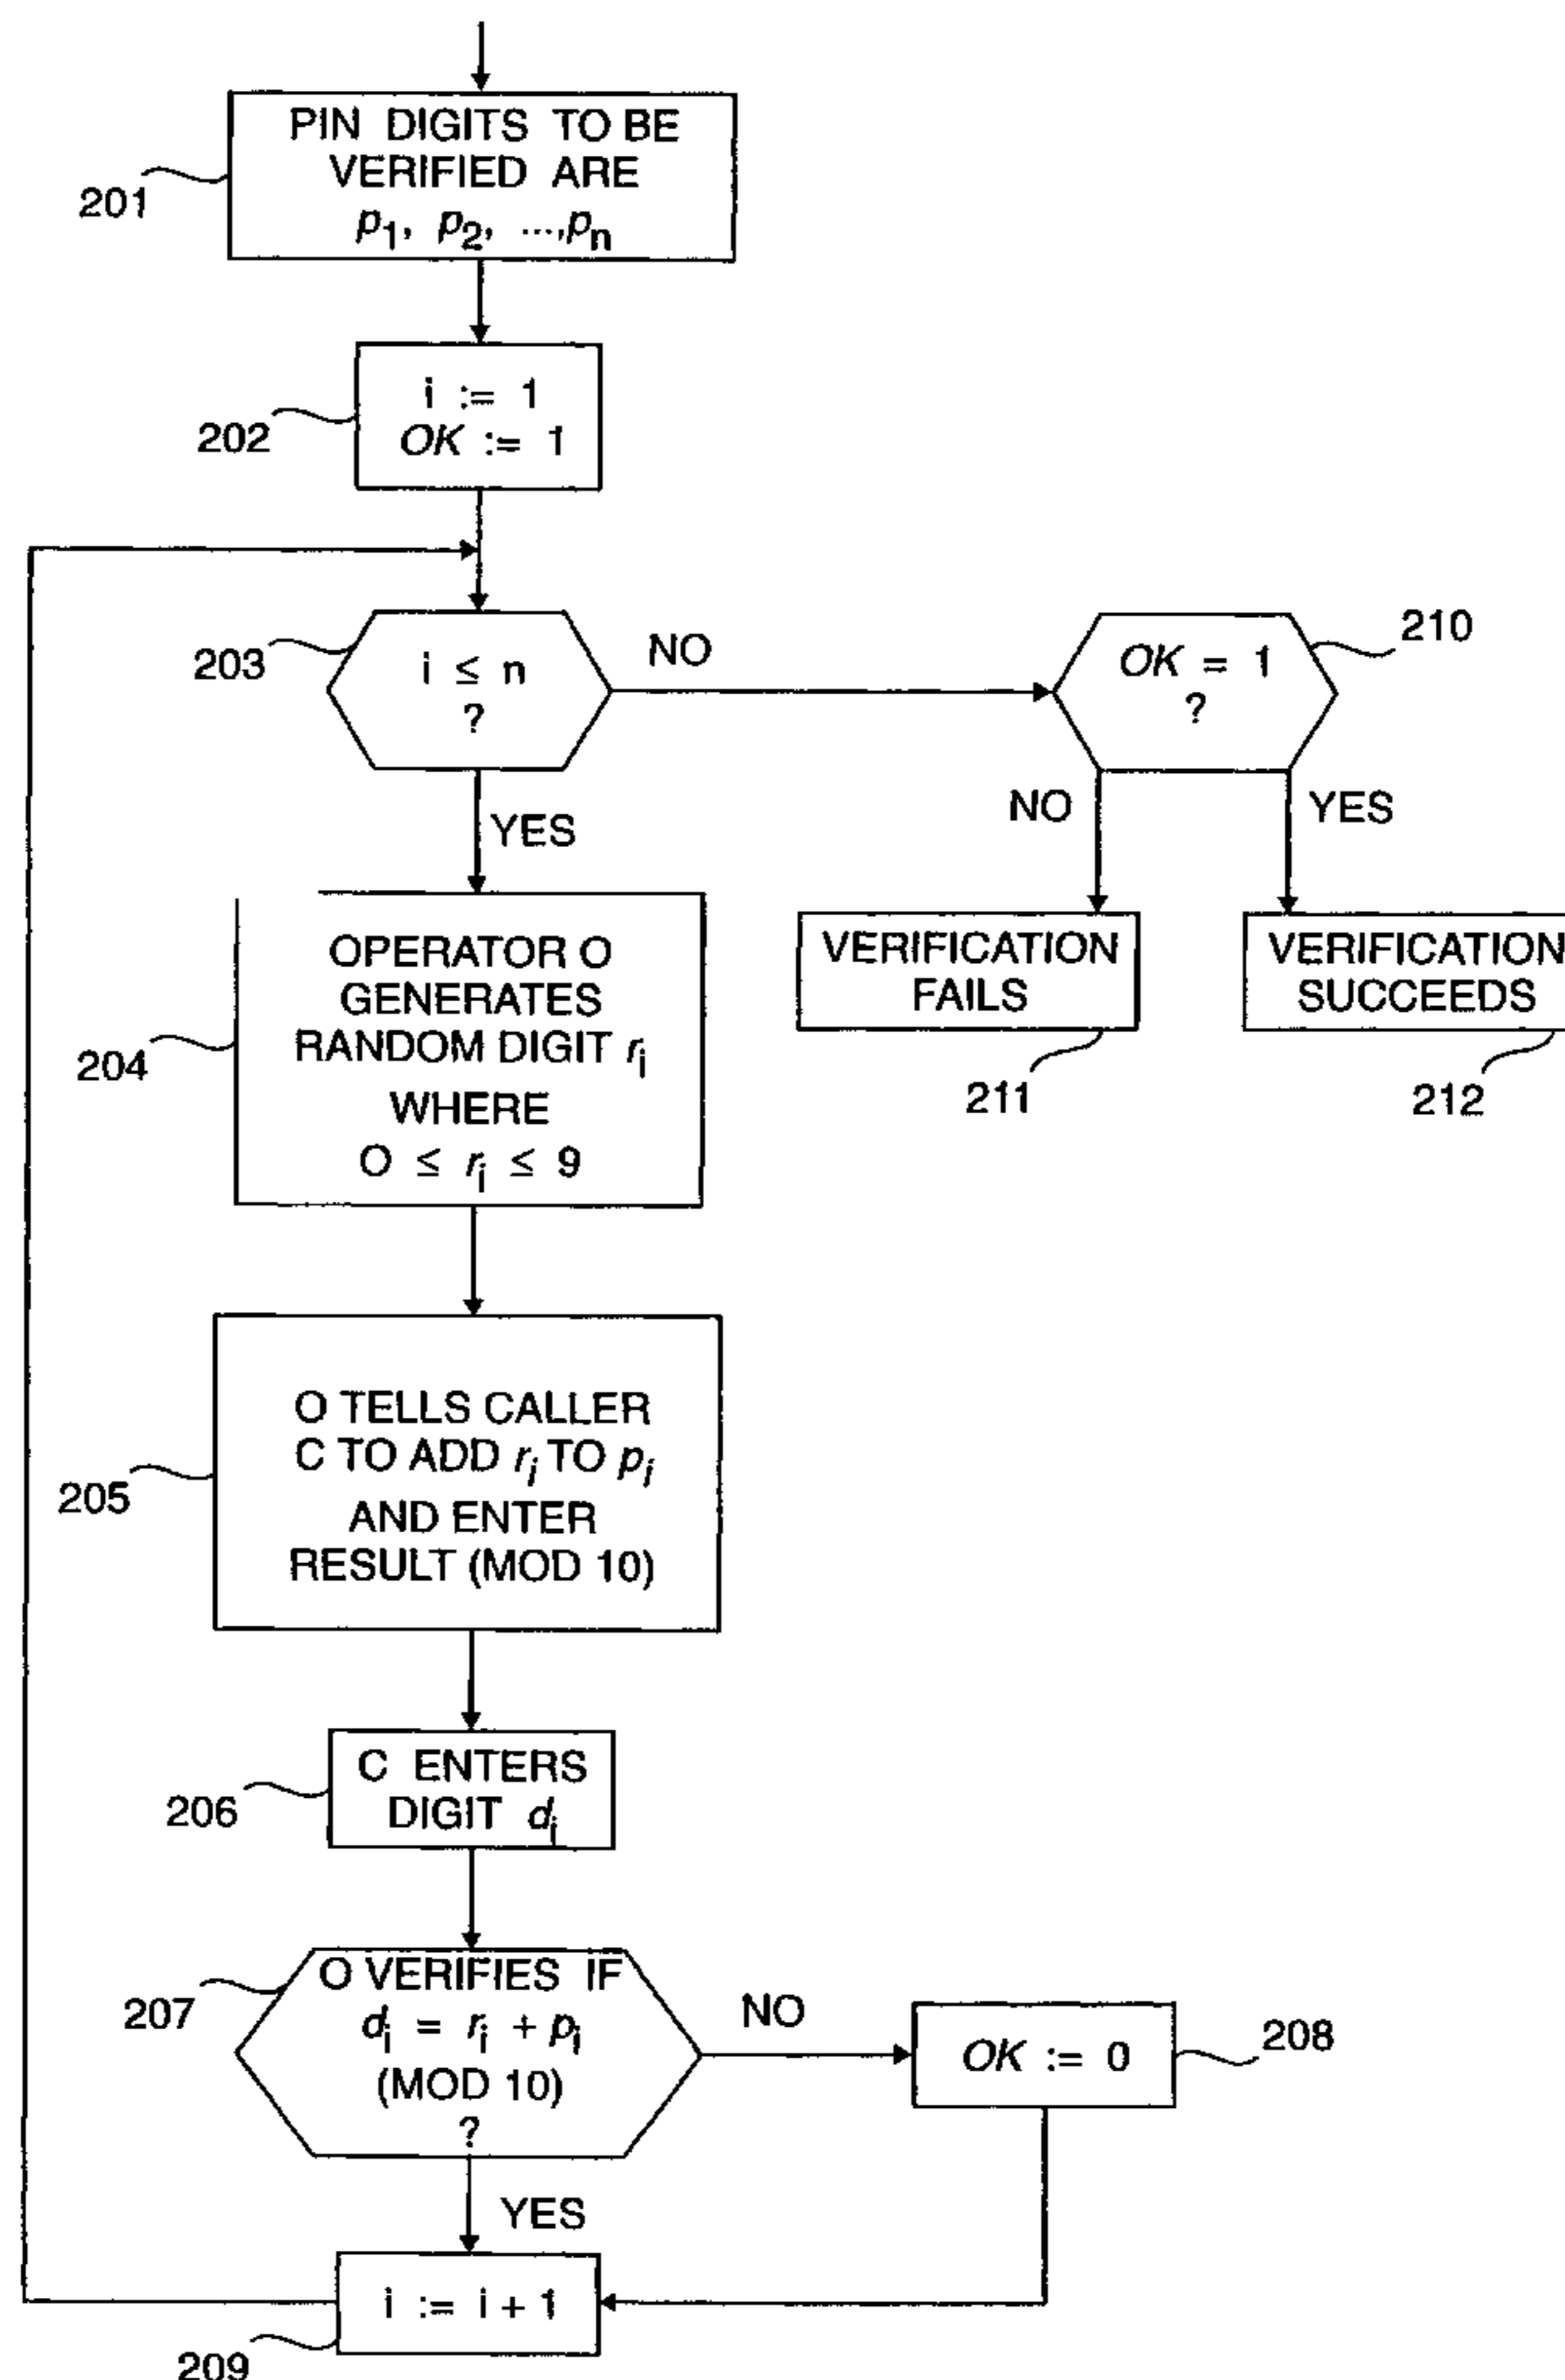 PIN DIGITS TO BE
VERIFIED ARE
p1, p2, ...,pn
201
i := 1
OK := 1
202
203
i ≤ n
?
NO
YES
210
OK = 1
?
NO
YES
VERIFICATION
FAILS
211
VERIFICATION
SUCCEEDS
212
OPERATOR O
GENERATES
RANDOM DIGIT ri
WHERE
O ≤ ri ≤ 9
204
O TELLS CALLER
C TO ADD ri TO pi
AND ENTER
RESULT (MOD 10)
205
C ENTERS
DIGIT di
206
O VERIFIES IF
di = ri + pi
(MOD 10)
?
207
NO
YES
OK := 0
208
i := i + 1
209